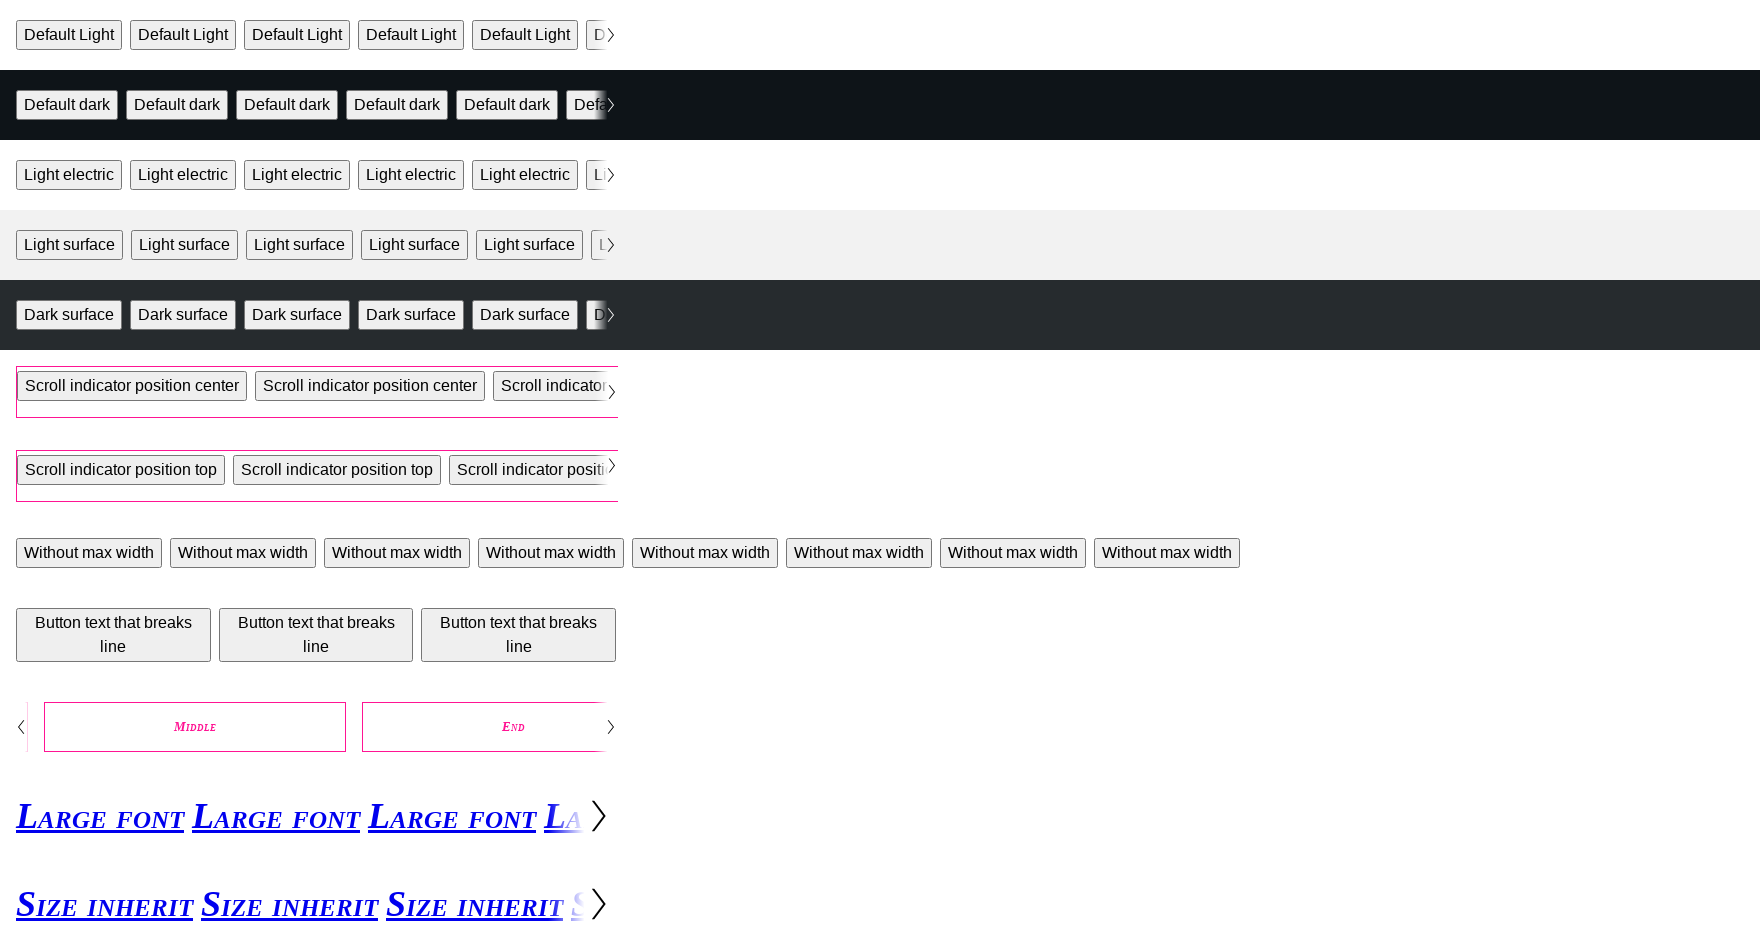 Default Light Default Light Default Light Default Light Default Light D
Default dark Default dark Default dark Default dark Default dark Defa
Light electric Light electric Light electric Light electric Light electric Li
Light surface Light surface Light surface Light surface Light surface L
Dark surface Dark surface Dark surface Dark surface Dark surface D
Scroll indicator position center Scroll indicator position center Scroll indicator
Scroll indicator position top Scroll indicator position top Scroll indicator positi
Without max width Without max width Without max width Without max width Without max width Without max width Without max width Without max width
Button text that breaks Button text that breaks Button text that breaks
line line line
Middle End
Large font Large font Large font La
Size inherit Size inherit Size inherit S